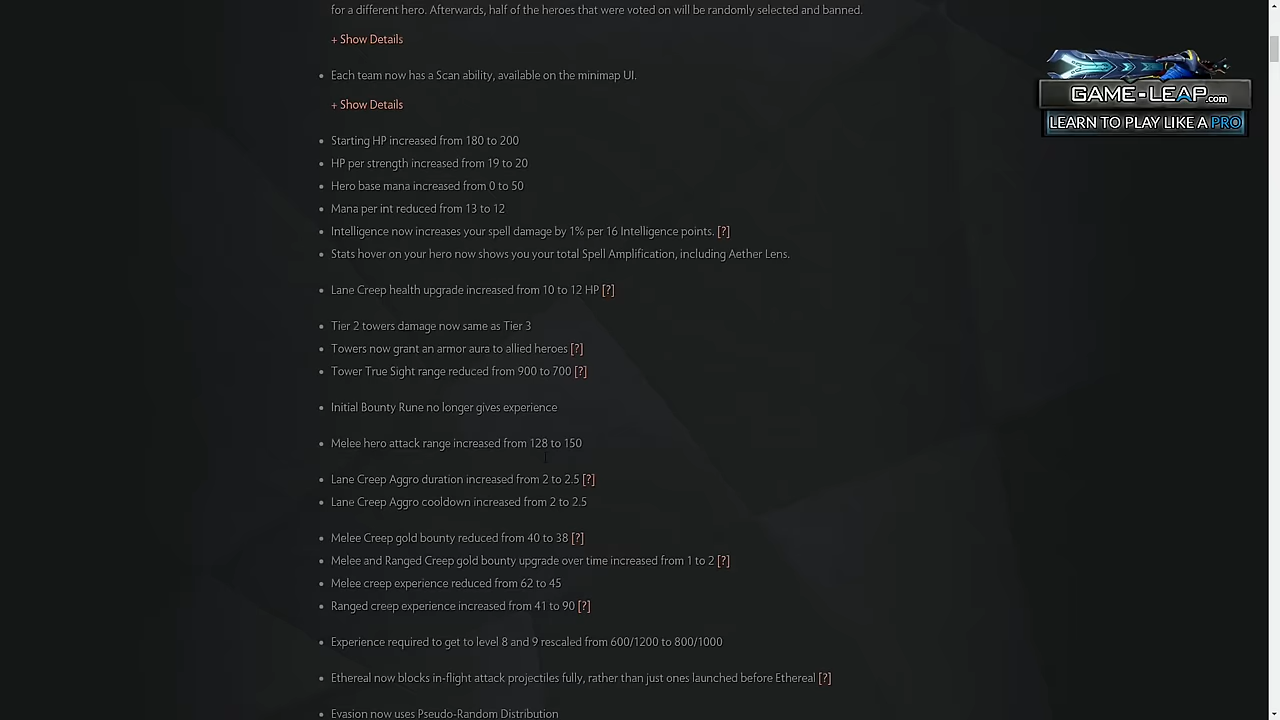 for a different hero. Afterwards, half of the heroes that were voted on will be randomly selected and banned.
+ Show Details
• Each team now has a Scan ability, available on the minimap UI.
+ Show Details
• Starting HP increased from 180 to 200
• HP per strength increased from 19 to 20
• Hero base mana increased from 0 to 50
• Mana per int reduced from 13 to 12
• Intelligence now increases your spell damage by 1% per 16 Intelligence points. [?]
• Stats hover on your hero now shows you your total Spell Amplification, including Aether Lens.
• Lane Creep health upgrade increased from 10 to 12 HP [?]
• Tier 2 towers damage now same as Tier 3
• Towers now grant an armor aura to allied heroes [?]
• Tower True Sight range reduced from 900 to 700 [?]
• Initial Bounty Rune no longer gives experience
• Melee hero attack range increased from 128 to 150
• Lane Creep Aggro duration increased from 2 to 2.5 [?]
• Lane Creep Aggro cooldown increased from 2 to 2.5
• Melee Creep gold bounty reduced from 40 to 38 [?]
• Melee and Ranged Creep gold bounty upgrade over time increased from 1 to 2 [?]
• Melee creep experience reduced from 62 to 45
• Ranged creep experience increased from 41 to 90 [?]
• Experience required to get to level 8 and 9 rescaled from 600/1200 to 800/1000
• Ethereal now blocks in-flight attack projectiles fully, rather than just ones launched before Ethereal [?]
• Evasion now uses Pseudo-Random Distribution
GAME-LEAP.com
LEARN TO PLAY LIKE A PRO